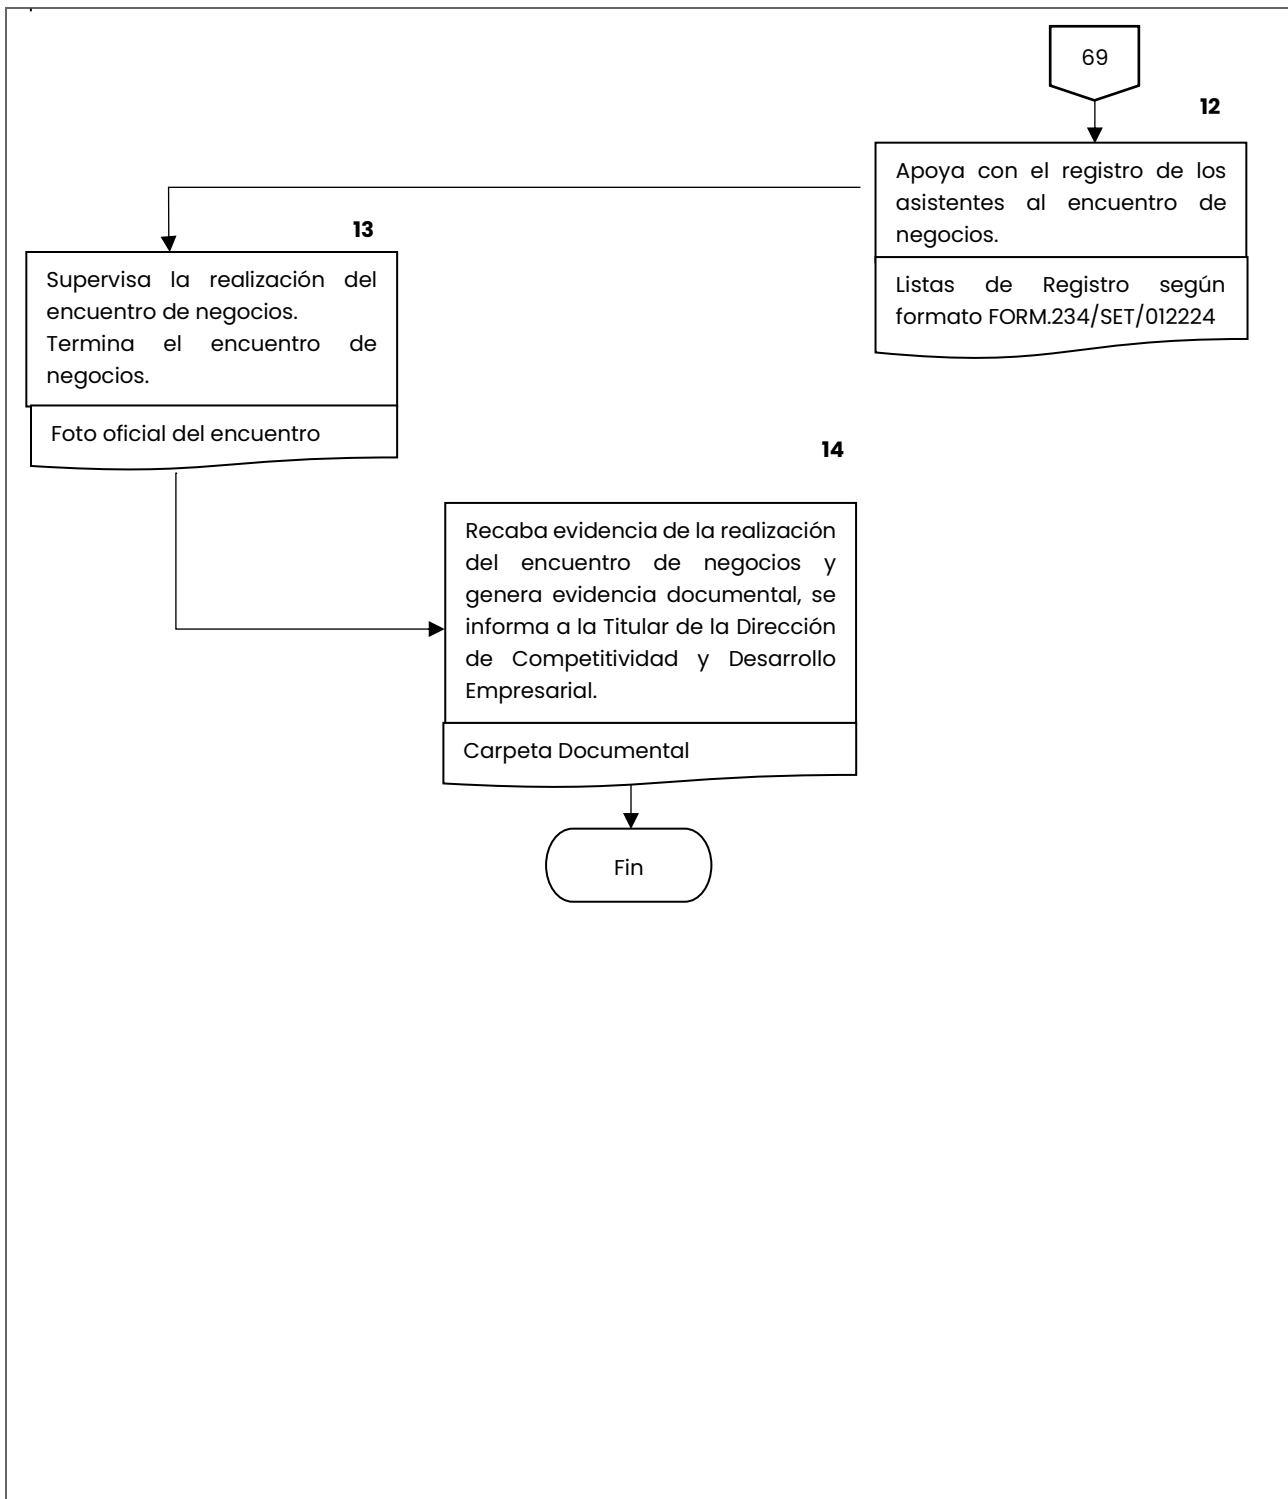 69
12
Apoya con el registro de los
asistentes al encuentro de
negocios.
Listas de Registro según
formato FORM.234/SET/012224
13
Supervisa la realización del
encuentro de negocios.
Termina el encuentro de
negocios.
Foto oficial del encuentro
14
Recaba evidencia de la realización
del encuentro de negocios y
genera evidencia documental, se
informa a la Titular de la Dirección
de Competitividad y Desarrollo
Empresarial.
Carpeta Documental
Fin